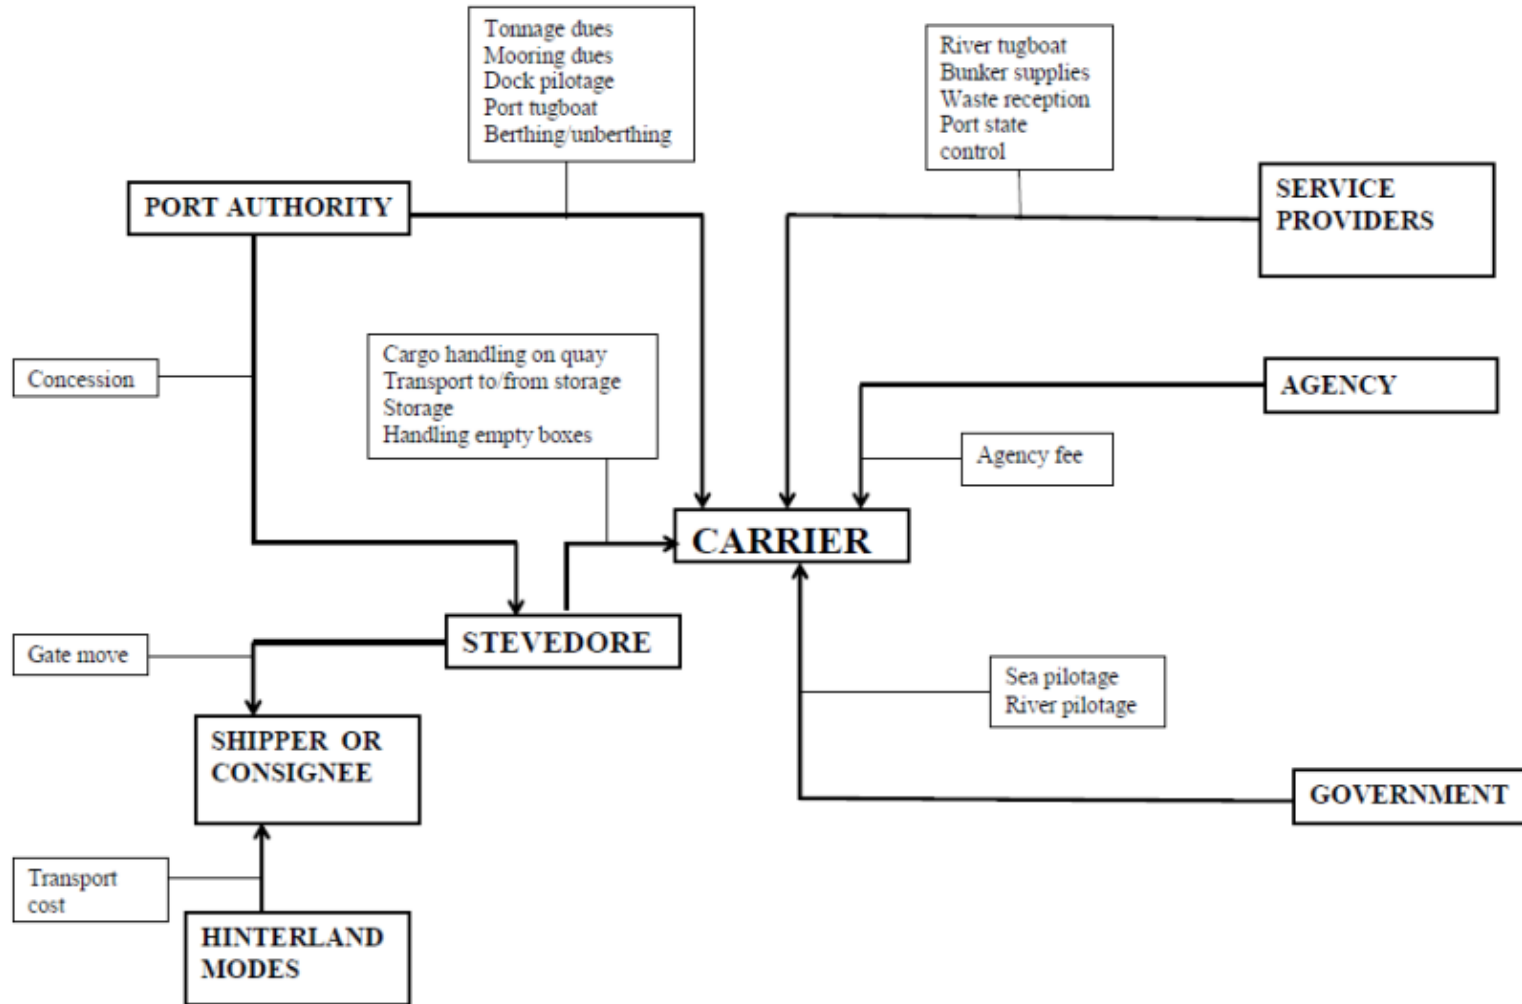 Tonnage dues
Mooring dues
Dock pilotage
Port tugboat
Berthing/unberthing
River tugboat
Bunker supplies
Waste reception
Port state
control
PORT AUTHORITY
SERVICE
PROVIDERS
Concession
Cargo handling on quay
Transport to/from storage
Storage
Handling empty boxes
AGENCY
Agency fee
CARRIER
STEVEDORE
Gate move
Sea pilotage
River pilotage
SHIPPER OR
CONSIGNEE
GOVERNMENT
Transport
cost
HINTERLAND
MODES